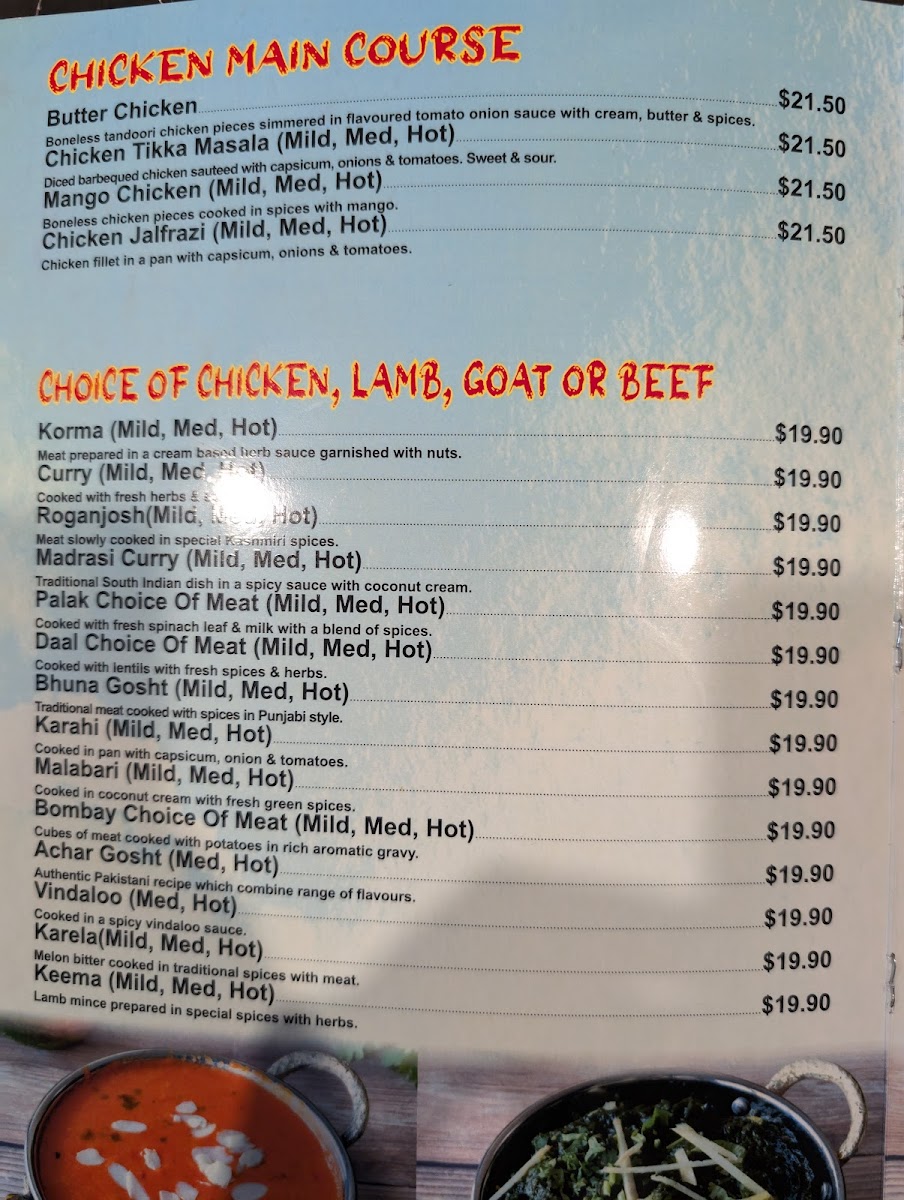 CHICKEN MAIN COURSE
Butter Chicken $21.50
Boneless tandoori chicken pieces simmered in flavoured tomato onion sauce with cream, butter & spices.
Chicken Tikka Masala (Mild, Med, Hot) $21.50
Diced barbequed chicken sauteed with capsicum, onions & tomatoes. Sweet & sour.
Mango Chicken (Mild, Med, Hot) $21.50
Boneless chicken pieces cooked in spices with mango.
Chicken Jalfrazi (Mild, Med, Hot) $21.50
Chicken fillet in a pan with capsicum, onions & tomatoes.
CHOICE OF CHICKEN, LAMB, GOAT OR BEEF
Korma (Mild, Med, Hot) $19.90
Meat prepared in a cream based herb sauce garnished with nuts.
Curry (Mild, Med, Hot) $19.90
Cooked with fresh herbs &
Roganjosh(Mild, Med, Hot) $19.90
Meat slowly cooked in special Kashmiri spices.
Madrasi Curry (Mild, Med, Hot) $19.90
Traditional South Indian dish in a spicy sauce with coconut cream.
Palak Choice Of Meat (Mild, Med, Hot) $19.90
Cooked with fresh spinach leaf & milk with a blend of spices.
Daal Choice Of Meat (Mild, Med, Hot) $19.90
Cooked with lentils with fresh spices & herbs.
Bhuna Gosht (Mild, Med, Hot) $19.90
Traditional meat cooked with spices in Punjabi style.
Karahi (Mild, Med, Hot) $19.90
Cooked in pan with capsicum, onion & tomatoes.
Malabari (Mild, Med, Hot) $19.90
Cooked in coconut cream with fresh green spices.
Bombay Choice Of Meat (Mild, Med, Hot) $19.90
Cubes of meat cooked with potatoes in rich aromatic gravy.
Achar Gosht (Med, Hot) $19.90
Authentic Pakistani recipe which combine range of flavours.
Vindaloo (Med, Hot) $19.90
Cooked in a spicy vindaloo sauce.
Karela(Mild, Med, Hot) $19.90
Melon bitter cooked in traditional spices with meat.
Keema (Mild, Med, Hot) $19.90
Lamb mince prepared in special spices with herbs.